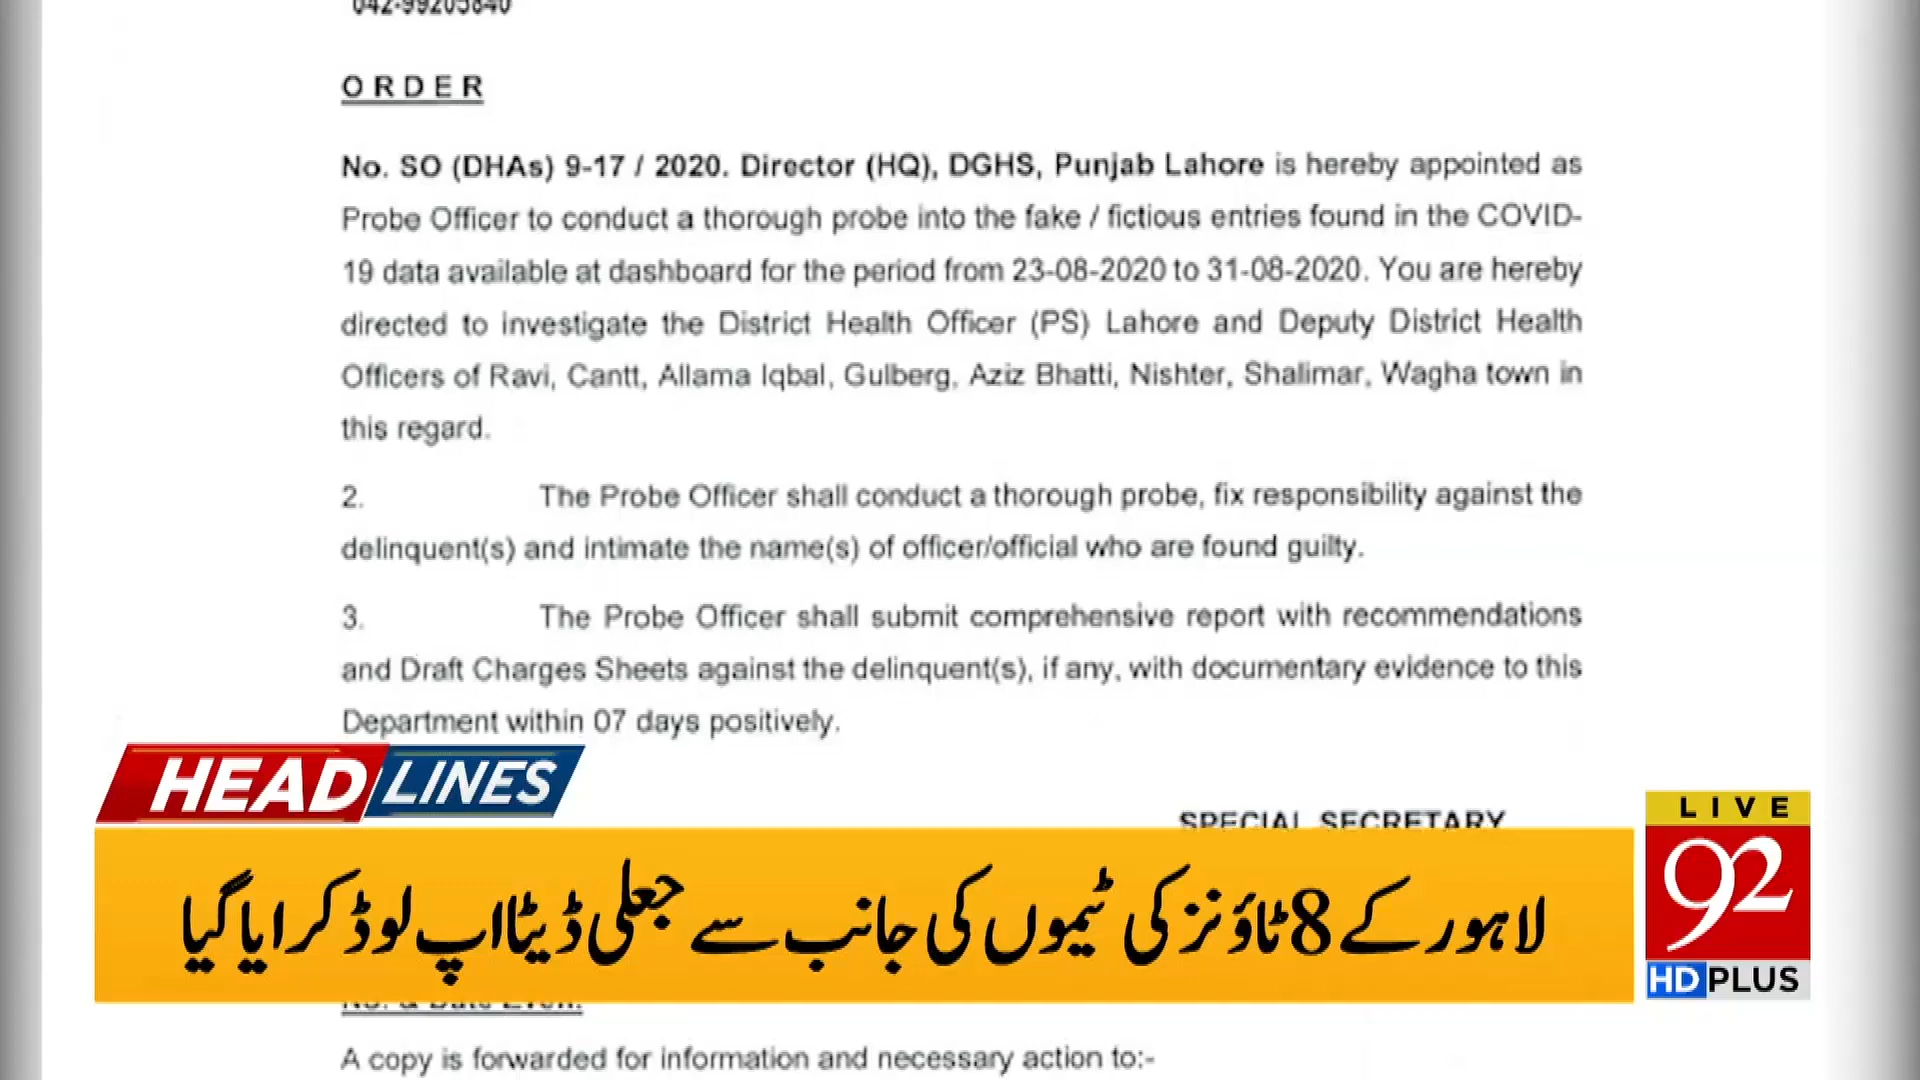 042-99205840
ORDER
No. SO (DHAs) 9-17 / 2020. Director (HQ), DGHS, Punjab Lahore is hereby appointed as
Probe Officer to conduct a thorough probe into the fake / fictious entries found in the COVID-
19 data available at dashboard for the period from 23-08-2020 to 31-08-2020. You are hereby
directed to investigate the District Health Officer (PS) Lahore and Deputy District Health
Officers of Ravi, Cantt, Allama Iqbal, Gulberg, Aziz Bhatti, Nishter, Shalimar, Wagha town in
this regard.
2. The Probe Officer shall conduct a thorough probe, fix responsibility against the
delinquent(s) and intimate the name(s) of officer/official who are found guilty.
3. The Probe Officer shall submit comprehensive report with recommendations
and Draft Charges Sheets against the delinquent(s), if any, with documentary evidence to this
Department within 07 days positively.
HEADLINES
SPECIAL SECRETARY
LIVE
92
HD PLUS
لاہور کے 8 ٹاؤنز کی ٹیموں کی جانب سے جعلی ڈیٹا اپ لوڈ کرایا گیا
No. & Date Even.
A copy is forwarded for information and necessary action to:-